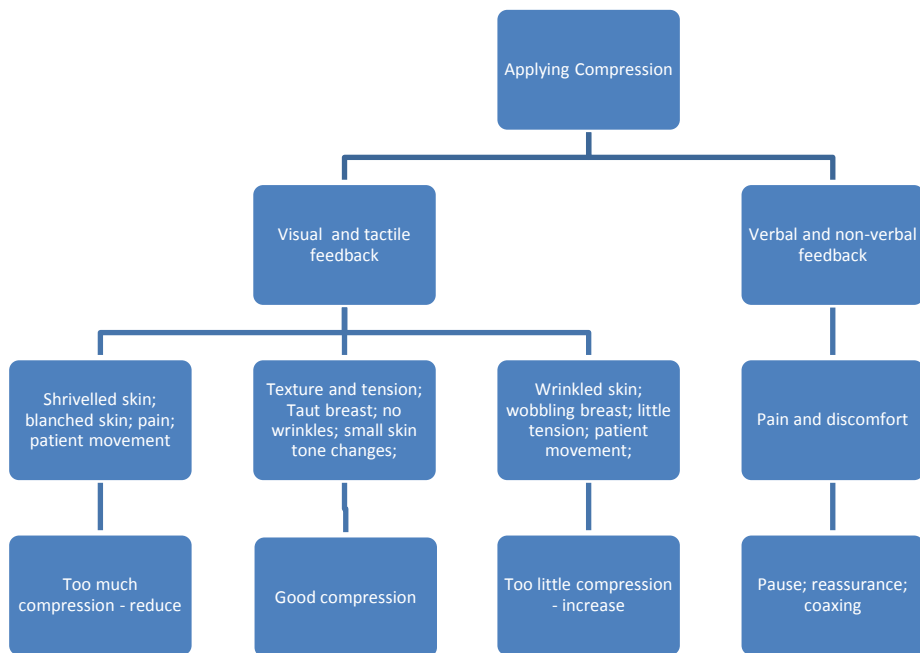 Applying Compression
Visual and tactile
feedback
Verbal and non-verbal
feedback
Shrivelled skin;
blanched skin; pain;
patient movement
Texture and tension;
Taut breast; no
wrinkles; small skin
tone changes;
Wrinkled skin;
wobbling breast; little
tension; patient
movement;
Pain and discomfort
Too much
compression - reduce
Good compression
Too little compression
- increase
Pause; reassurance;
coaxing